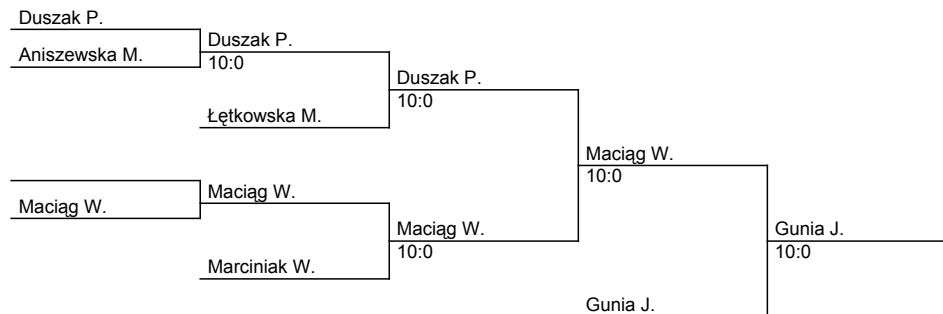 Duszak P.
Aniszewska M.
Duszak P.
10:0
Łętkowska M.
Duszak P.
10:0
Maciąg W.
Maciąg W.
Marciniak W.
Maciąg W.
10:0
Maciąg W.
10:0
Gunia J.
Gunia J.
10:0